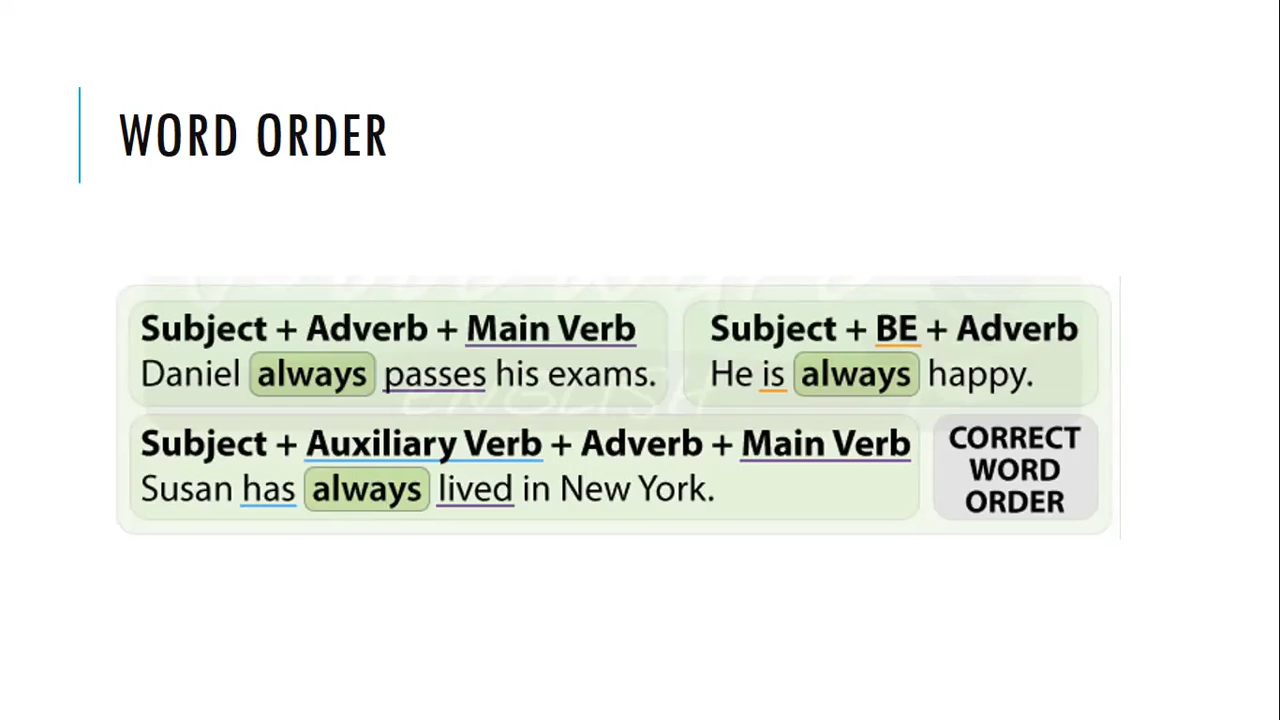 WORD ORDER
Subject + Adverb + Main Verb
Daniel always passes his exams.
Subject + BE + Adverb
He is always happy.
Subject + Auxiliary Verb + Adverb + Main Verb
Susan has always lived in New York.
CORRECT
WORD
ORDER
ENGLISH